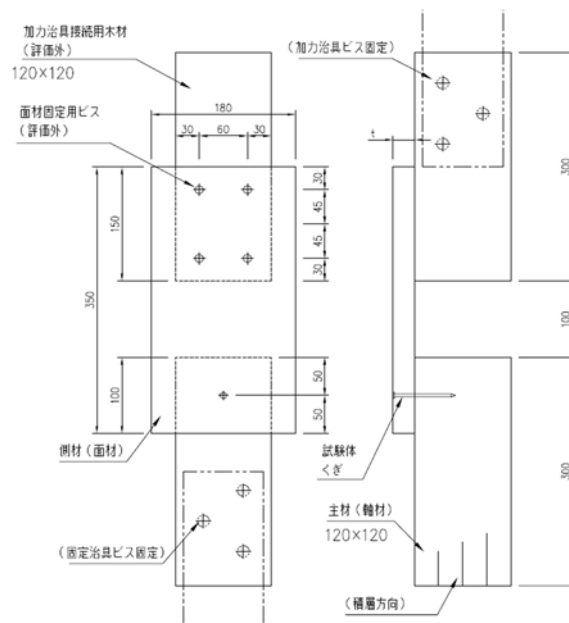 加力治具接続用木材
(評価外)
120×120
面材固定用ビス
(評価外)
180
30
60
30
30
45
45
30
150
350
100
50
50
側材(面材)
(固定治具ビス固定)
(加力治具ビス固定)
t
300
100
300
試験体
くぎ
主材(軸材)
120×120
(積層方向)